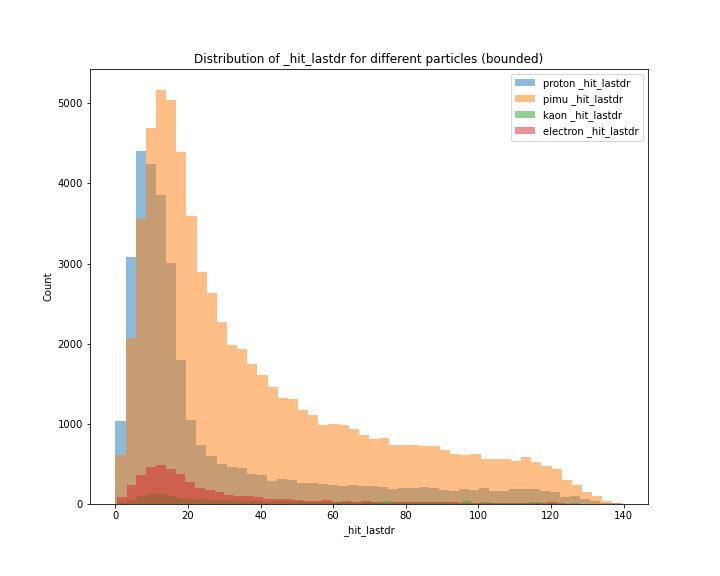 Distribution of _hit_lastdr for different particles (bounded)
proton _hit_lastdr
pimu _hit_lastdr
kaon _hit_lastdr
electron _hit_lastdr
Count
5000
4000
3000
2000
1000
0
0 20 40 60 80 100 120 140
_hit_lastdr